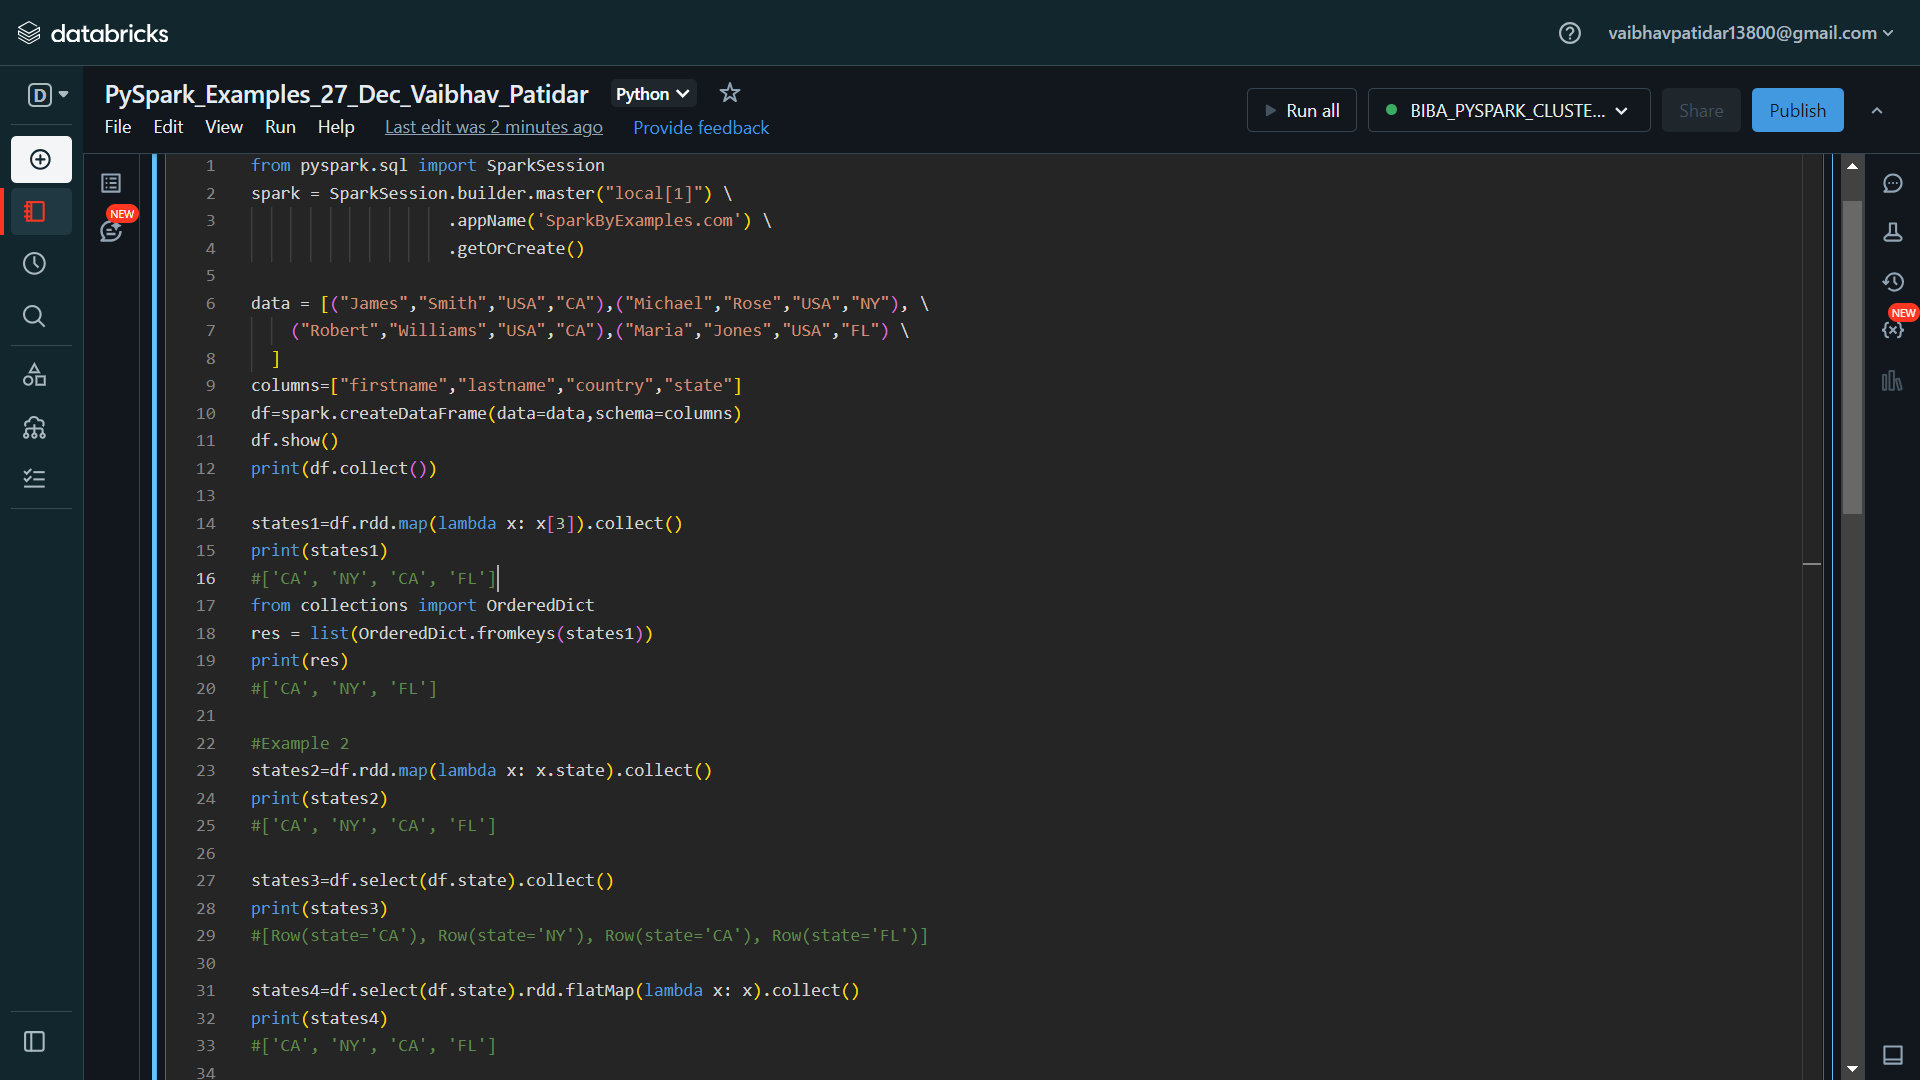 databricks
vaibhavpatidar13800@gmail.com
D
PySpark_Examples_27_Dec_Vaibhav_Patidar Python
File Edit View Run Help Last edit was 2 minutes ago Provide feedback
Run all BIBA_PYSPARK_CLUSTE... Share Publish
NEW
NEW
1 from pyspark.sql import SparkSession
2 spark = SparkSession.builder.master("local[1]") \
3 .appName('SparkByExamples.com') \
4 .getOrCreate()
5
6 data = [("James","Smith","USA","CA"),("Michael","Rose","USA","NY"), \
7 ("Robert","Williams","USA","CA"),("Maria","Jones","USA","FL") \
8 ]
9 columns=["firstname","lastname","country","state"]
10 df=spark.createDataFrame(data=data,schema=columns)
11 df.show()
12 print(df.collect())
13
14 states1=df.rdd.map(lambda x: x[3]).collect()
15 print(states1)
16 #['CA', 'NY', 'CA', 'FL']
17 from collections import OrderedDict
18 res = list(OrderedDict.fromkeys(states1))
19 print(res)
20 #['CA', 'NY', 'FL']
21
22 #Example 2
23 states2=df.rdd.map(lambda x: x.state).collect()
24 print(states2)
25 #['CA', 'NY', 'CA', 'FL']
26
27 states3=df.select(df.state).collect()
28 print(states3)
29 #[Row(state='CA'), Row(state='NY'), Row(state='CA'), Row(state='FL')]
30
31 states4=df.select(df.state).rdd.flatMap(lambda x: x).collect()
32 print(states4)
33 #['CA', 'NY', 'CA', 'FL']
34